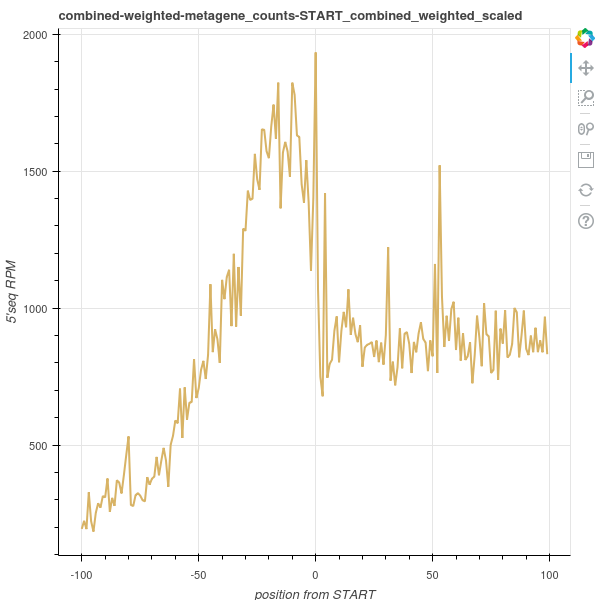 combined-weighted-metagene_counts-START_combined_weighted_scaled
2000
1500
1000
500
5'seq RPM
-100 -50 0 50 100
position from START